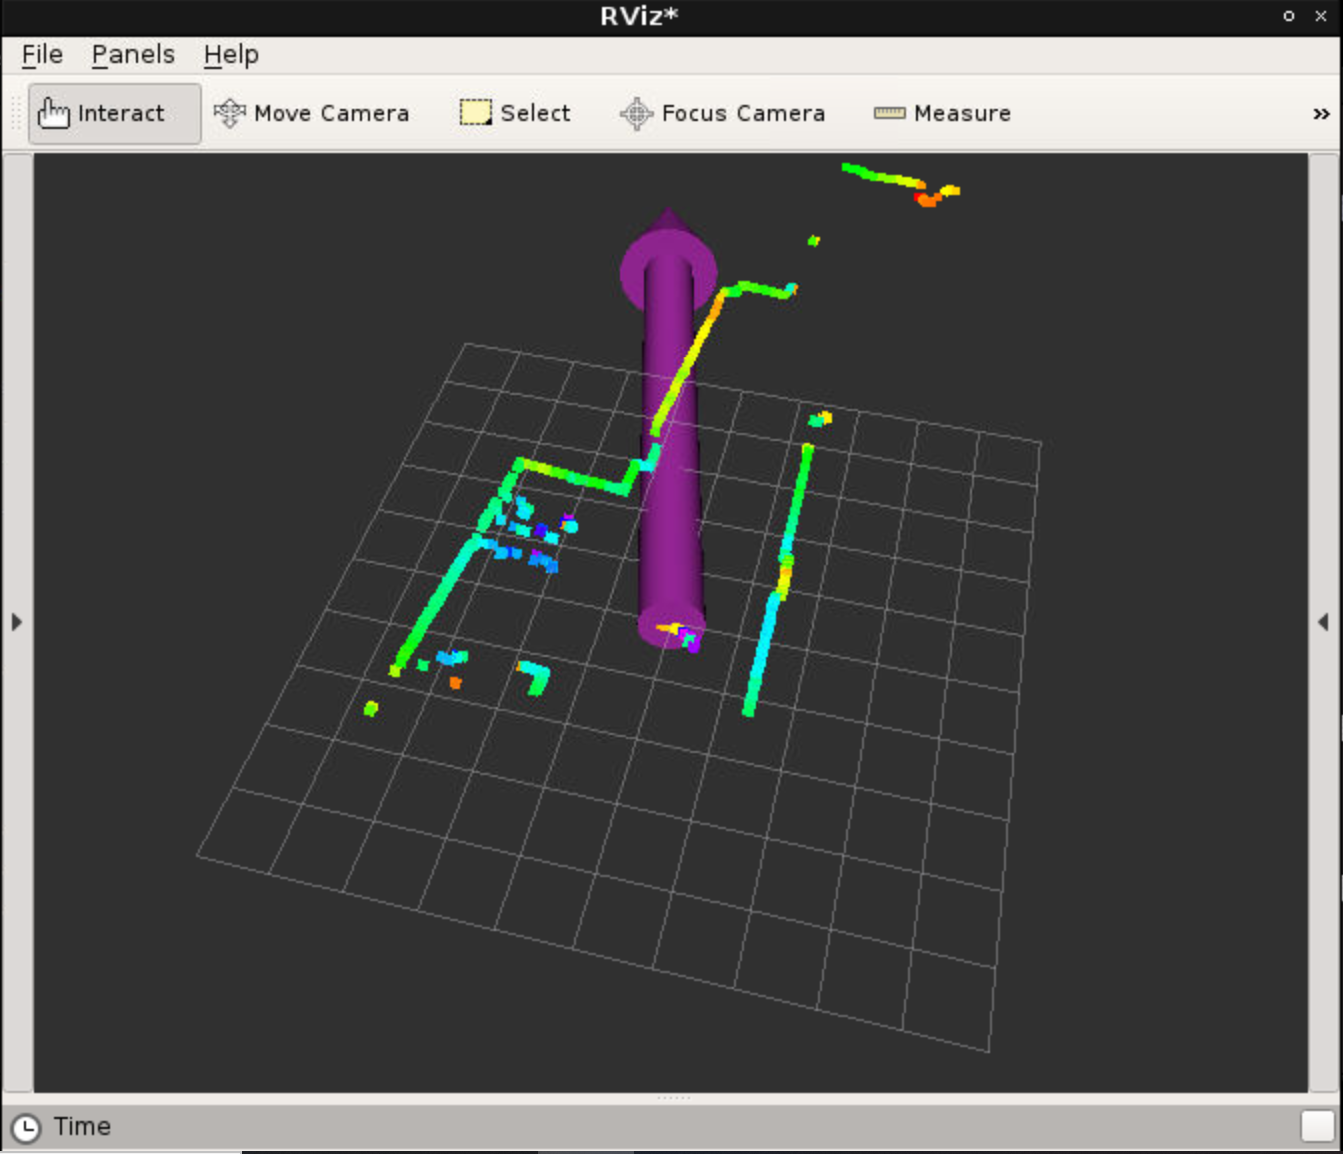 RViz*
File Panels Help
Interact Move Camera Select Focus Camera Measure »
Time